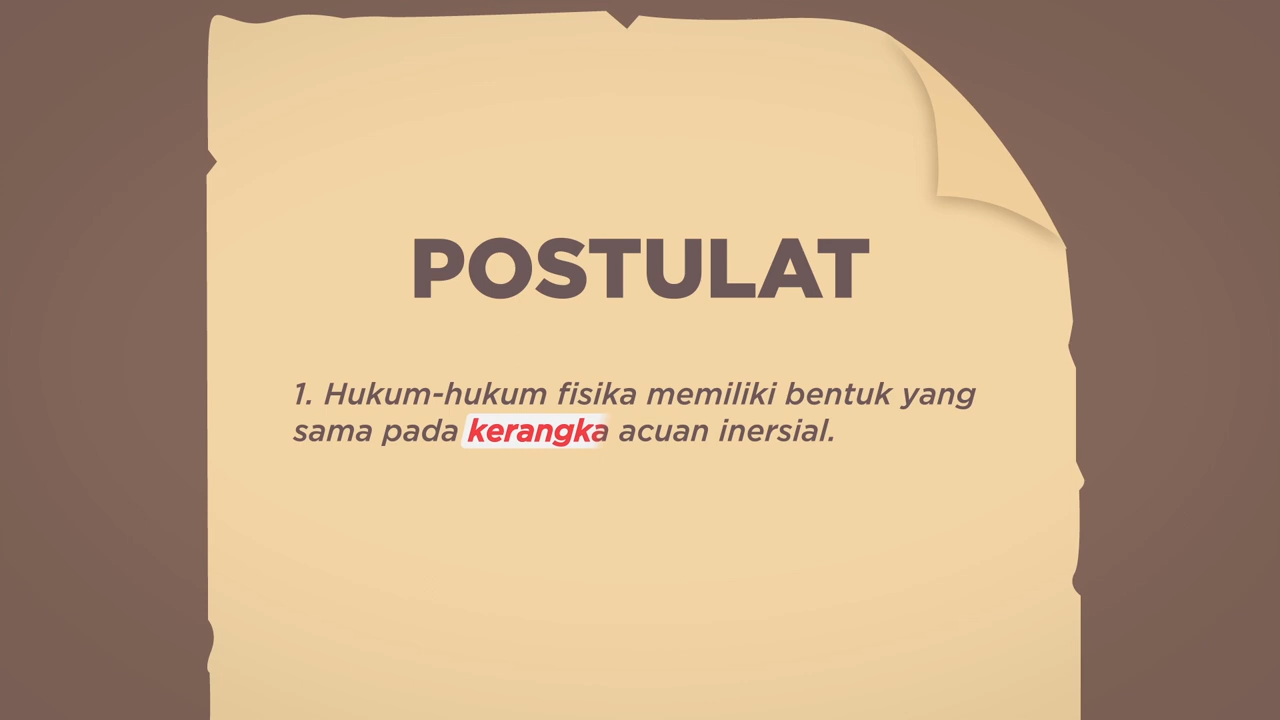 POSTULAT
1. Hukum-hukum fisika memiliki bentuk yang
sama pada kerangka acuan inersial.